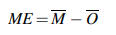 ME = M̅ − O̅